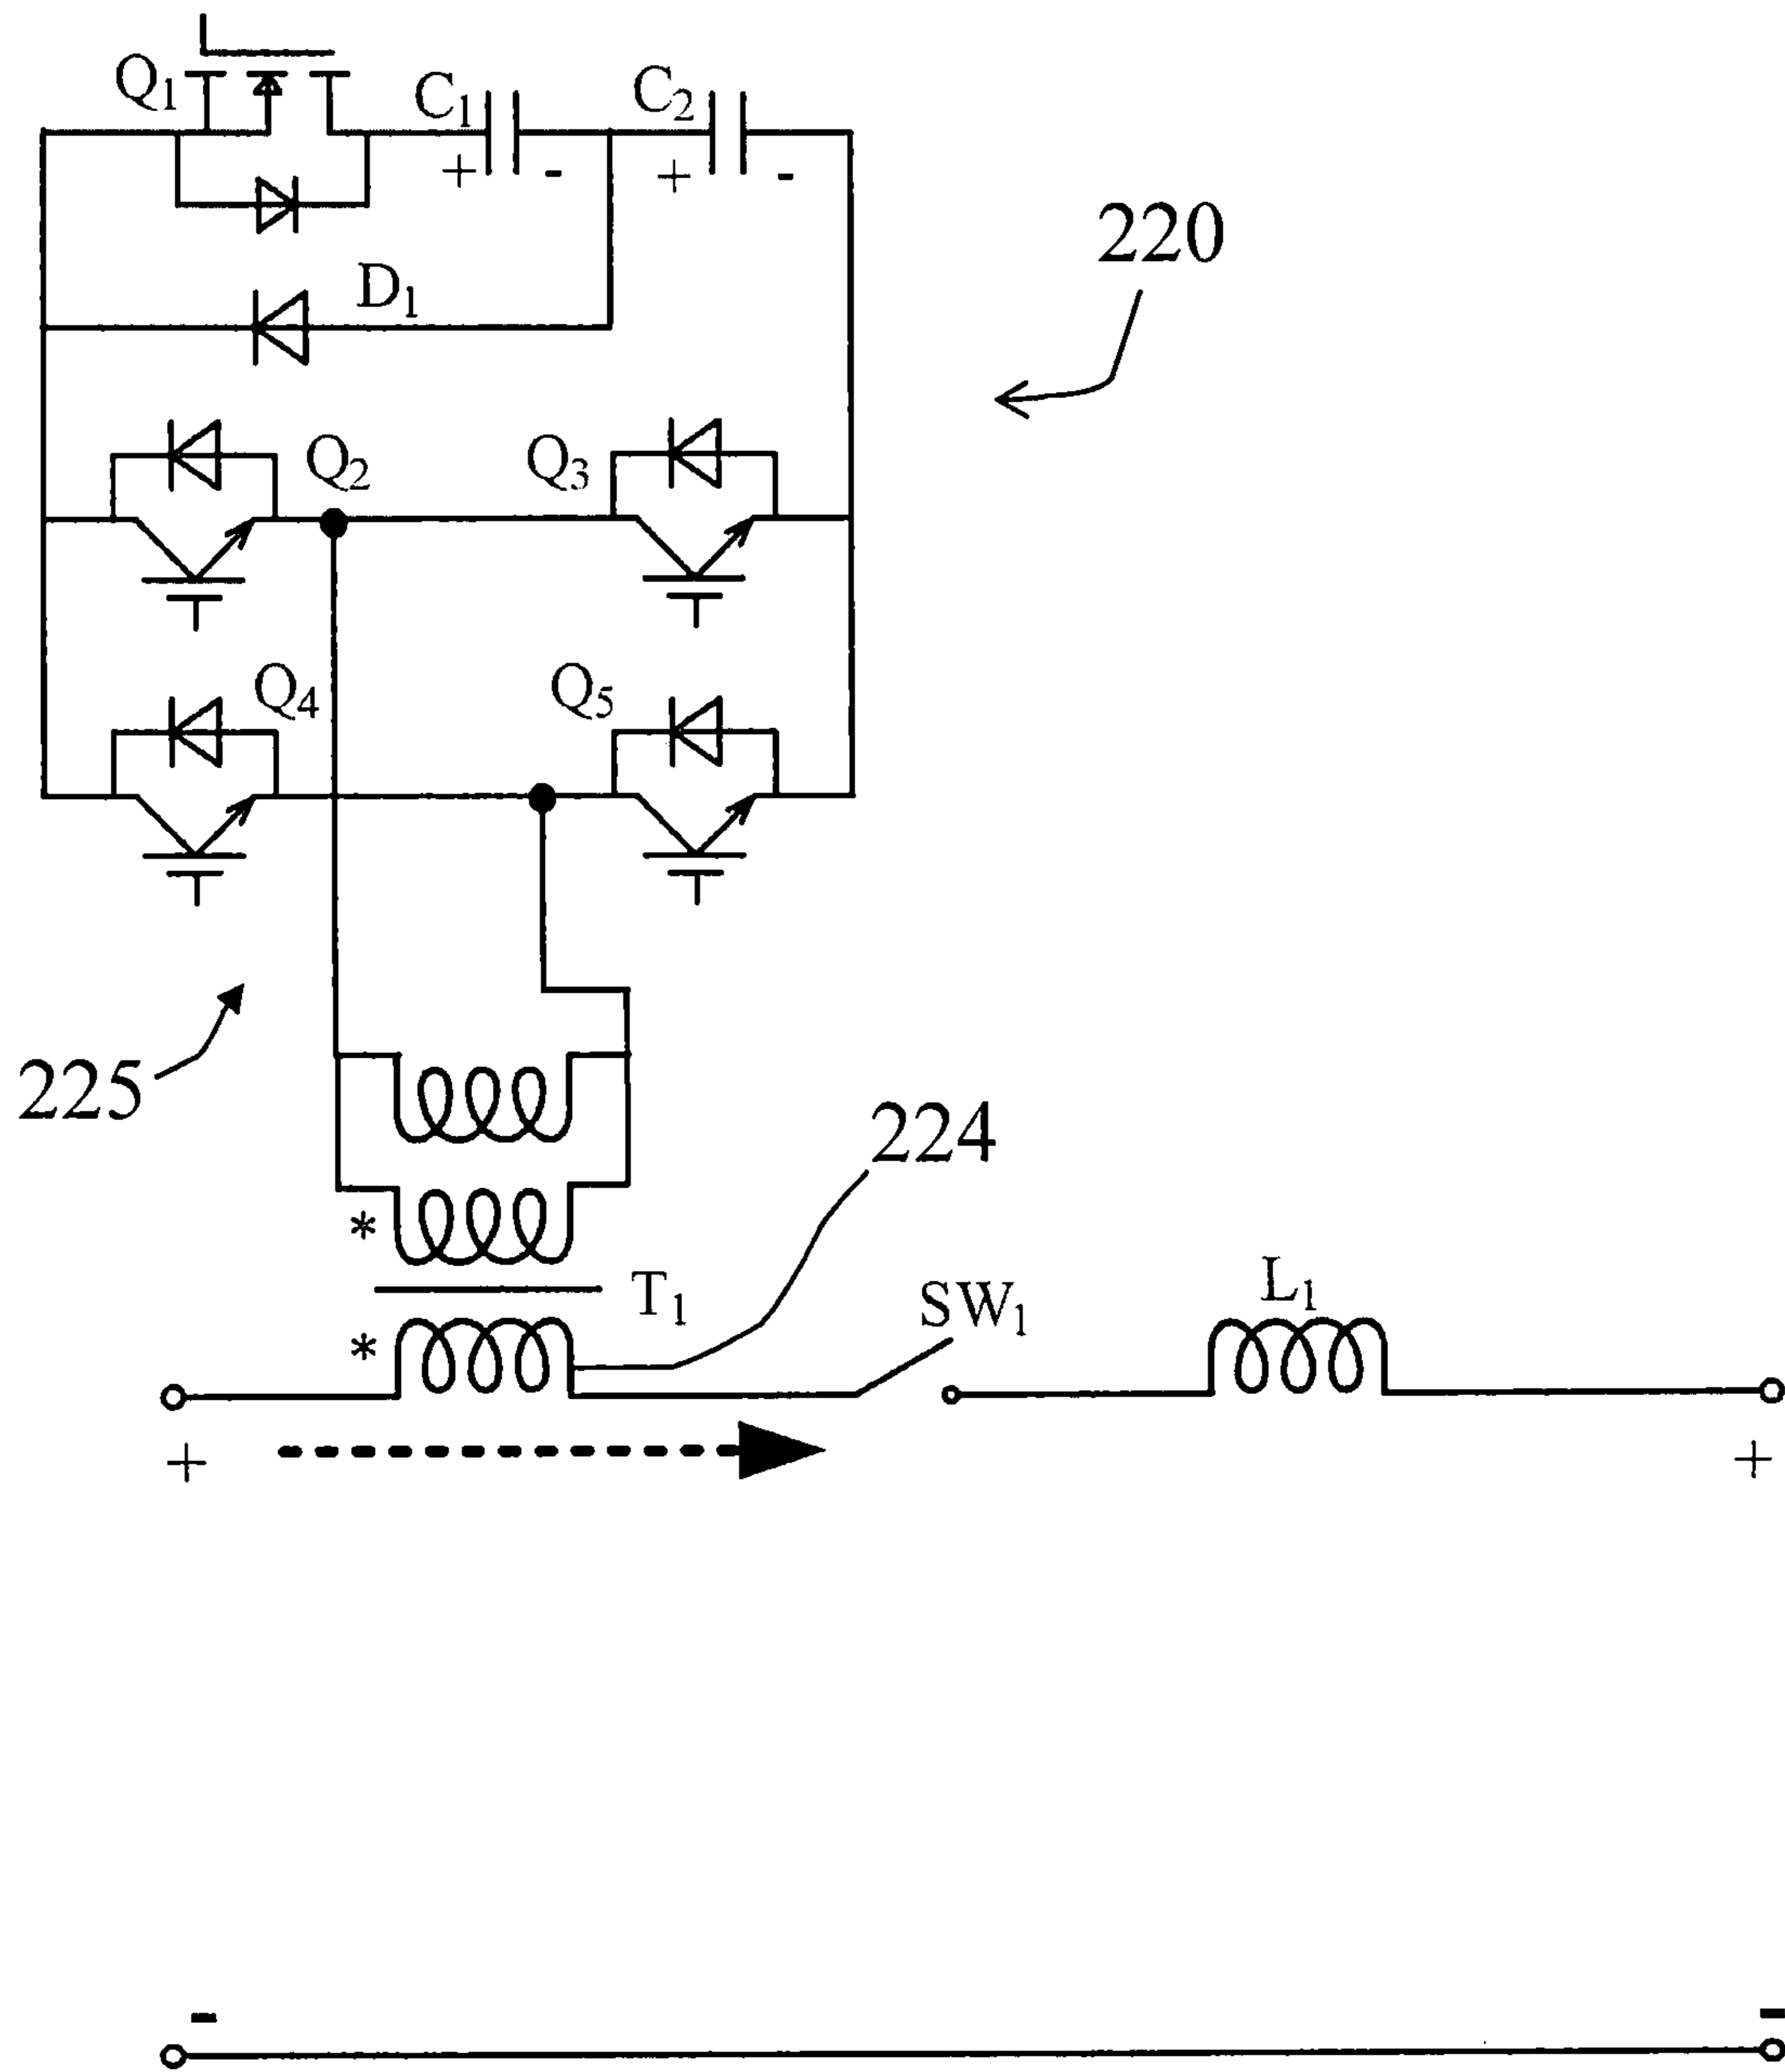 Q1
C1
C2
+ -
+ -
220
D1
Q2
Q3
Q4
Q5
225
224
*
T1
SW1
L1
*
+
+
-
-